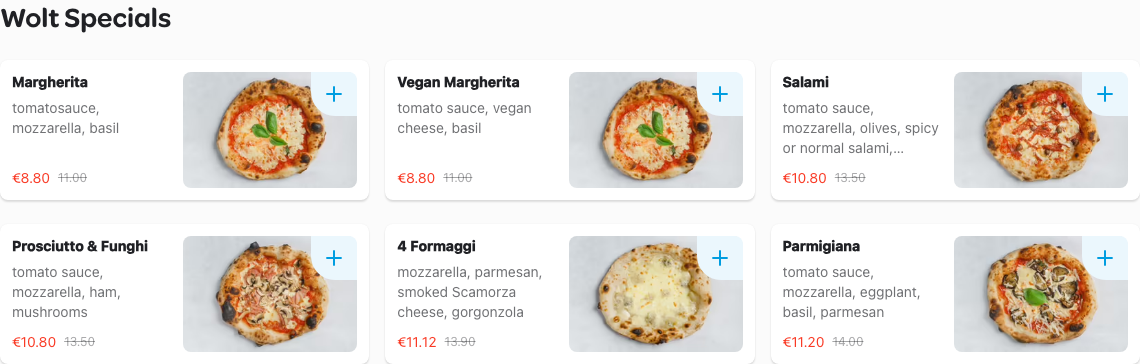 Wolt Specials
Margherita
tomatosauce,
mozzarella, basil
€8.80 11.00
Vegan Margherita
tomato sauce, vegan
cheese, basil
€8.80 11.00
Salami
tomato sauce,
mozzarella, olives, spicy
or normal salami,...
€10.80 13.50
Prosciutto & Funghi
tomato sauce,
mozzarella, ham,
mushrooms
€10.80 13.50
4 Formaggi
mozzarella, parmesan,
smoked Scamorza
cheese, gorgonzola
€11.12 13.90
Parmigiana
tomato sauce,
mozzarella, eggplant,
basil, parmesan
€11.20 14.00